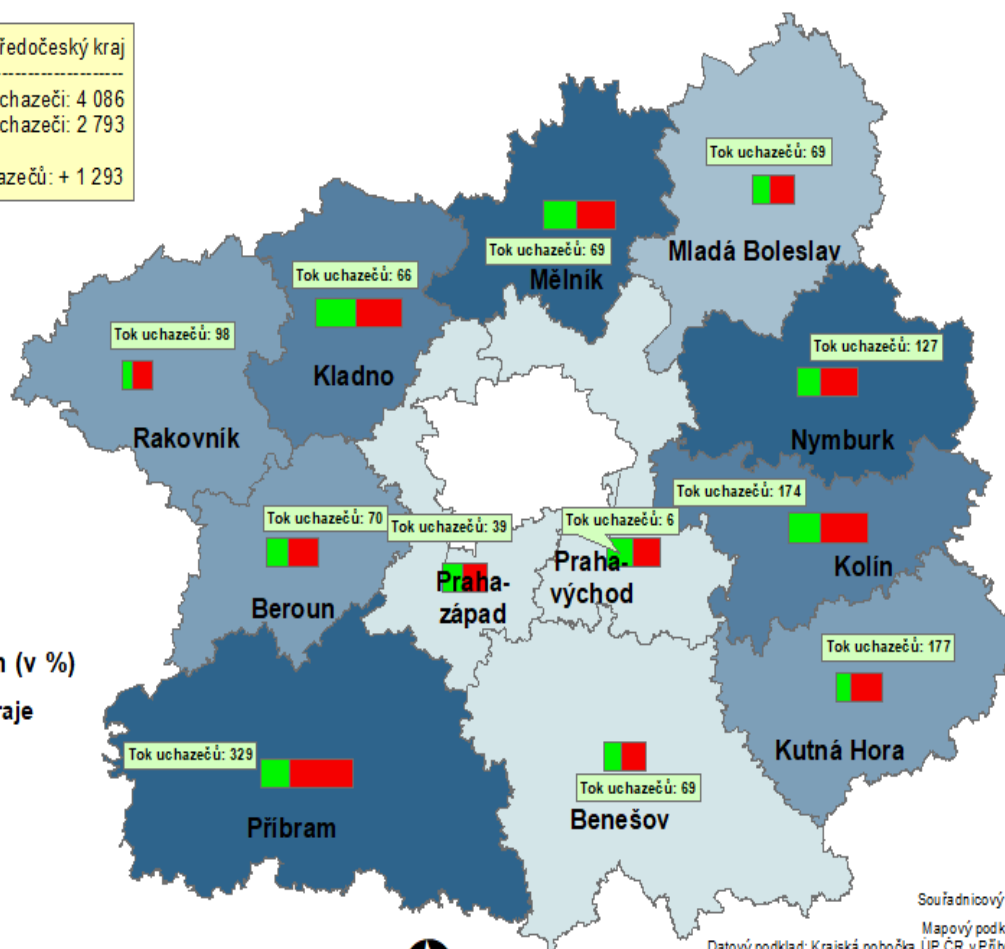 ředočeský kraj
chazeči: 4 086
chazeči: 2 793
azečů: + 1 293
Tok uchazečů: 69
Mladá Boleslav
Tok uchazečů: 69
Mělník
Tok uchazečů: 66
Kladno
Tok uchazečů: 98
Rakovník
Tok uchazečů: 127
Nymburk
Tok uchazečů: 174
Kolín
Tok uchazečů: 70
Beroun
Tok uchazečů: 39
Praha-
západ
Tok uchazečů: 6
Praha-
východ
Tok uchazečů: 177
Kutná Hora
n (v %)
raje
Tok uchazečů: 329
Příbram
Tok uchazečů: 69
Benešov
Souřadnicový
Mapový podk
Datový podklad: Krajská pobočka ÚP ČR v Příb